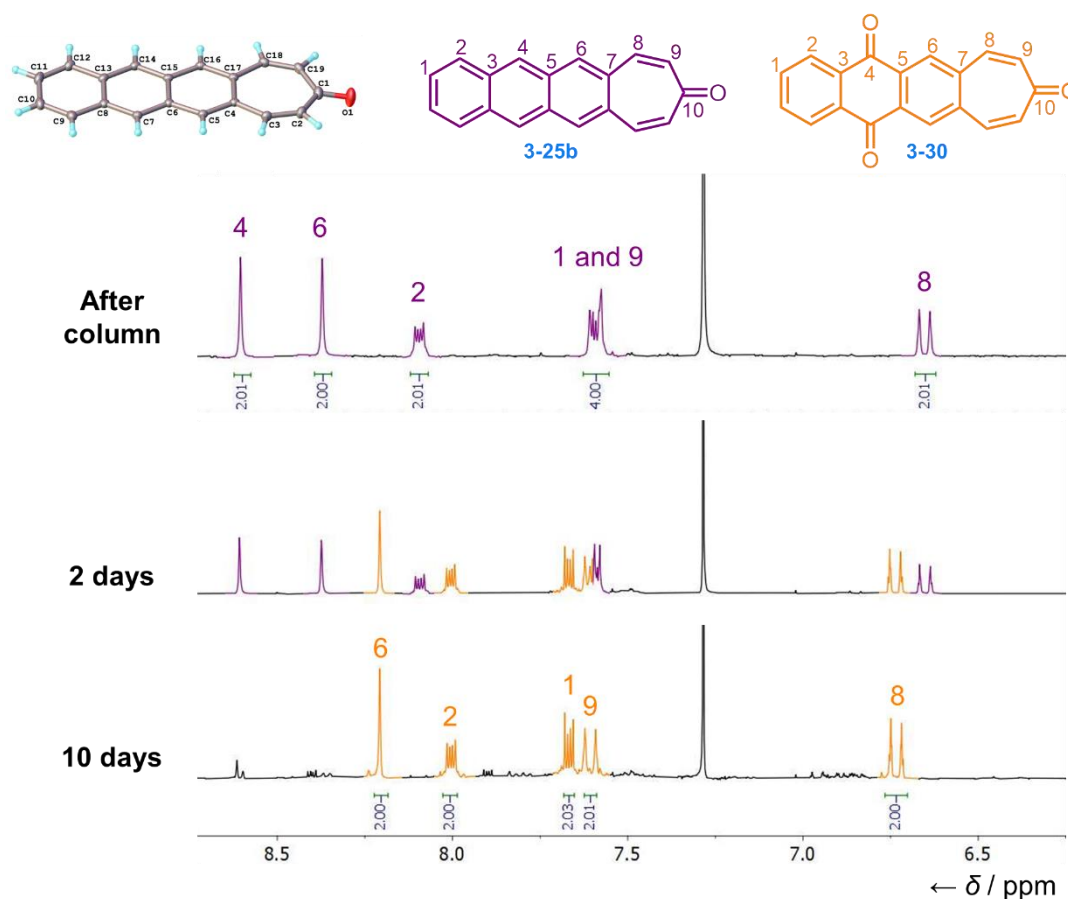 C12 C14 C16 C18
C11 C13 C15 C17 C19
C1
C10 C8 C6 C4 O1
C9 C7 C5 C3 C2
2 3 4 5 6 7 8 9
1 10 O
3-25b
O
2 3 4 5 6 7 8 9
1 10 O
O
3-30
After
column
4 6 2 1 and 9 8
2.01 2.00 2.01 4.00 2.01
2 days
10 days
6 2 1 9 8
2.00 2.00 2.03 2.01 2.00
8.5 8.0 7.5 7.0 6.5
← δ / ppm